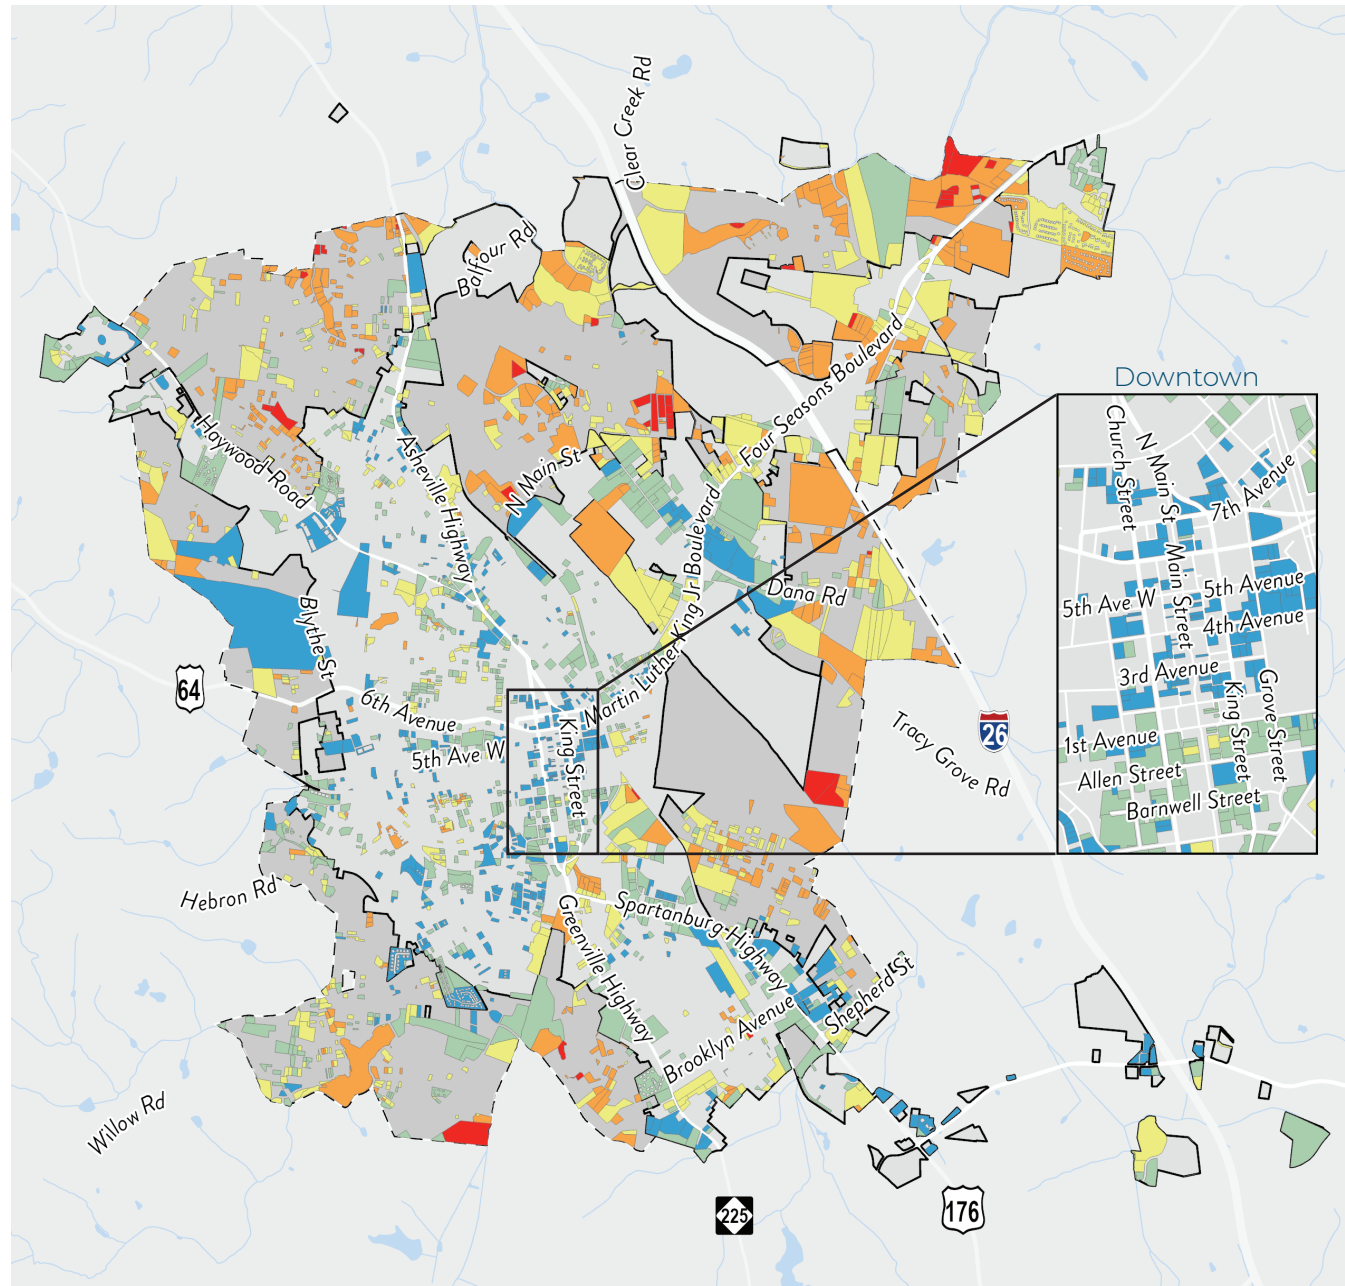 Clear Creek Rd
Balfour Rd
Four Seasons Boulevard
Downtown
Haywood Road
Asheville Highway
N Main St
Martin Luther King Jr Boulevard
Dana Rd
Blythe St
64
6th Avenue
5th Ave W
King Street
Tracy Grove Rd
26
Hebron Rd
Spartanburg Highway
Greenville Highway
Shepherd St
Brooklyn Avenue
Willow Rd
225
176
Church Street
N Main St
7th Avenue
Main Street
5th Avenue
5th Ave W
4th Avenue
3rd Avenue
King Street
Grove Street
1st Avenue
Allen Street
Barnwell Street